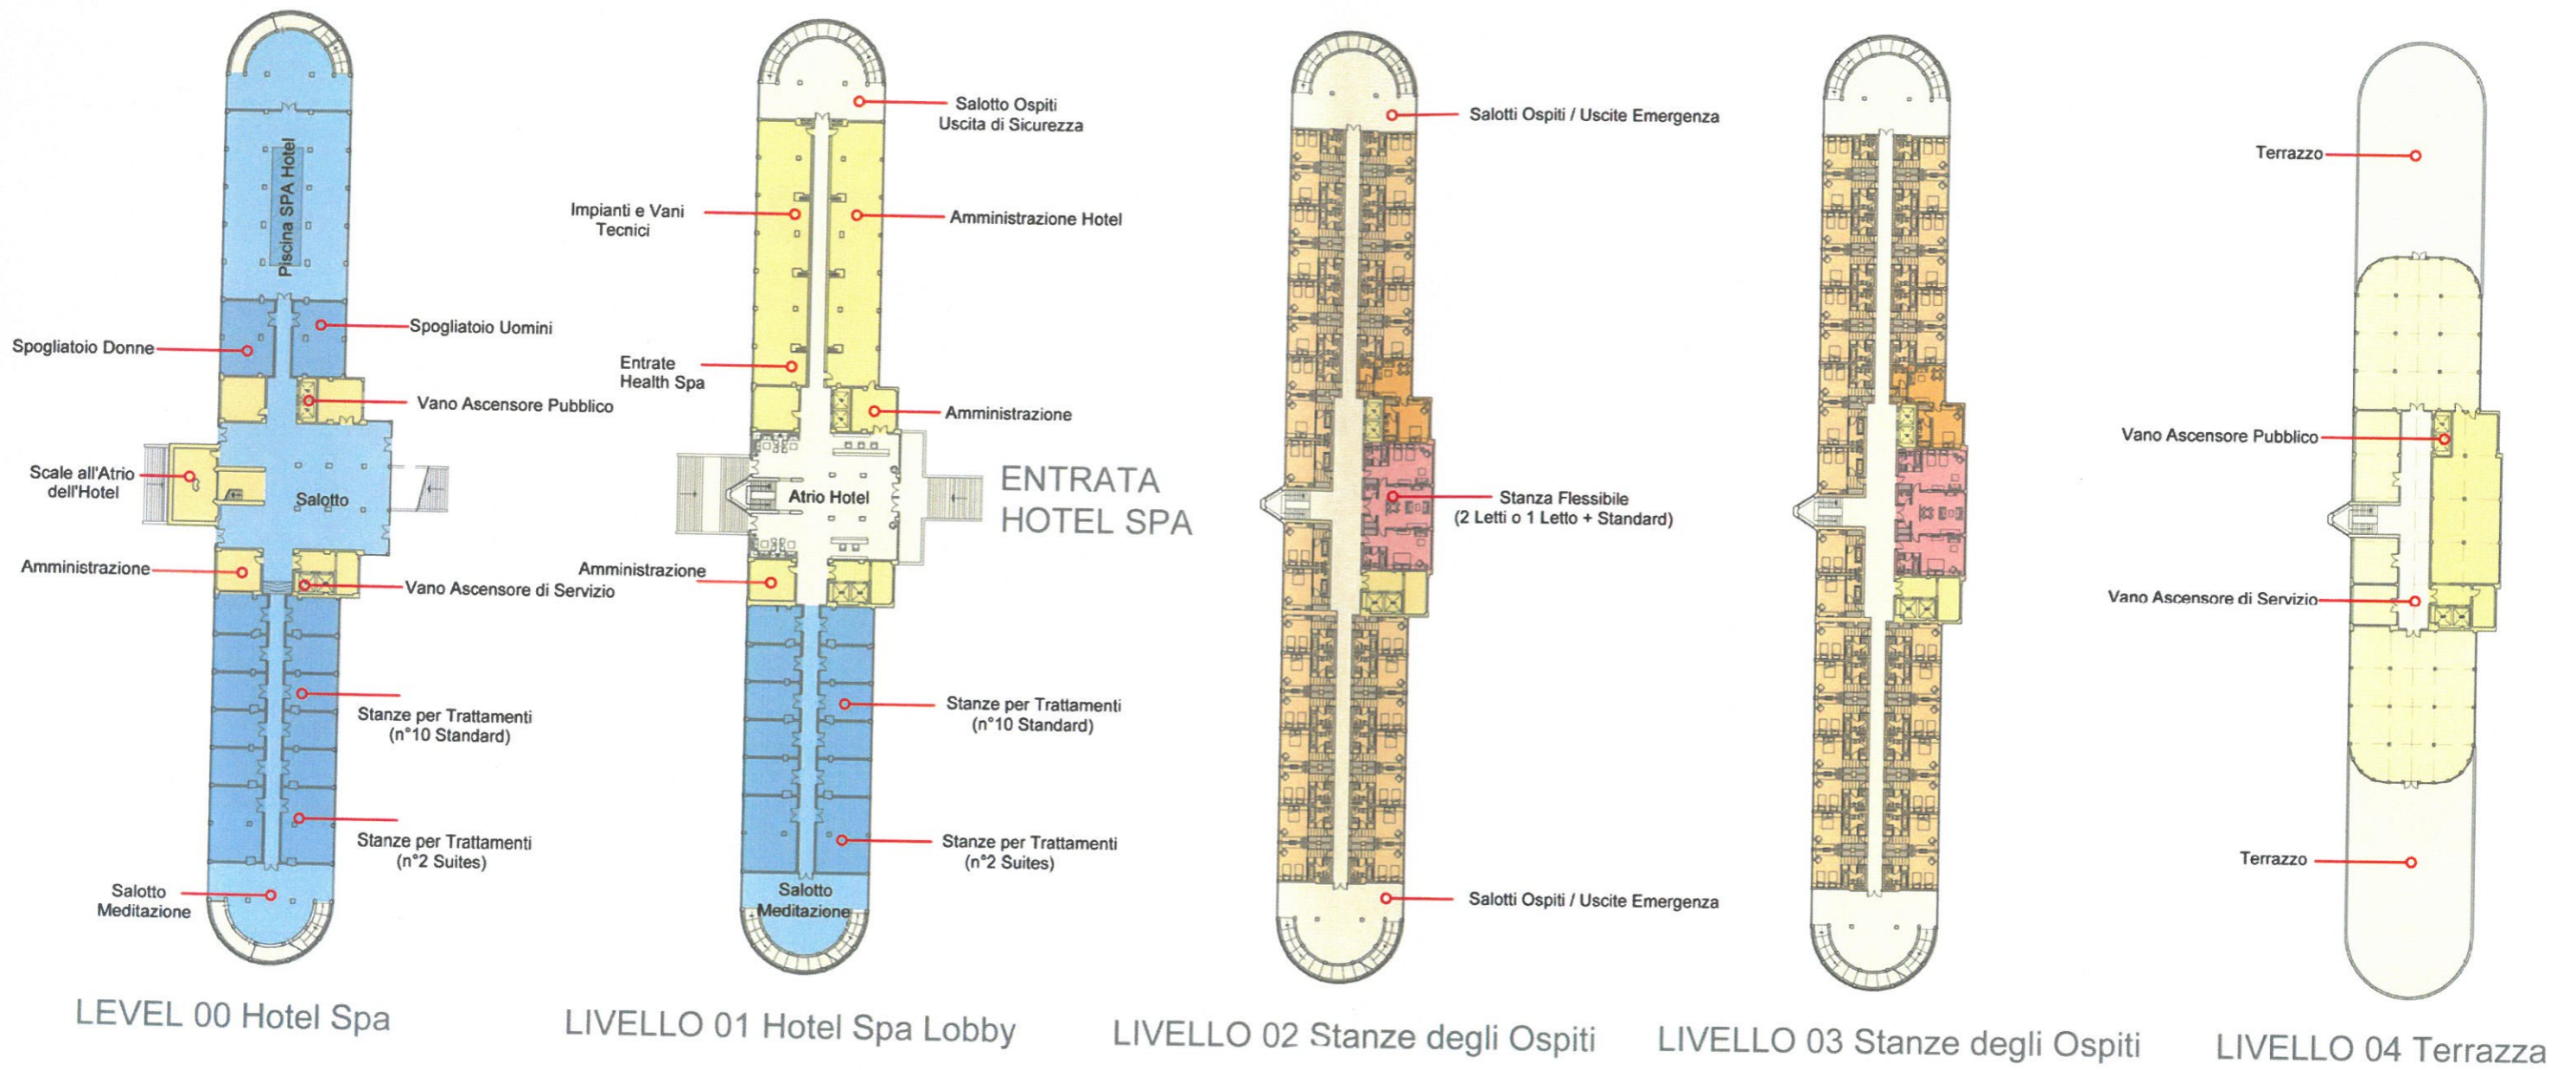 Piscina SPA Hotel
Spogliatoio Uomini
Spogliatoio Donne
Vano Ascensore Pubblico
Scale all'Atrio
dell'Hotel
Salotto
Amministrazione
Vano Ascensore di Servizio
Stanze per Trattamenti
(n°10 Standard)
Stanze per Trattamenti
(n°2 Suites)
Salotto
Meditazione
LEVEL 00 Hotel Spa
Salotto Ospiti
Uscita di Sicurezza
Impianti e Vani
Tecnici
Amministrazione Hotel
Entrate
Health Spa
Amministrazione
Atrio Hotel
ENTRATA
HOTEL SPA
Amministrazione
Stanze per Trattamenti
(n°10 Standard)
Stanze per Trattamenti
(n°2 Suites)
Salotto
Meditazione
LIVELLO 01 Hotel Spa Lobby
Salotti Ospiti / Uscite Emergenza
Stanza Flessibile
(2 Letti o 1 Letto + Standard)
Salotti Ospiti / Uscite Emergenza
LIVELLO 02 Stanze degli Ospiti
LIVELLO 03 Stanze degli Ospiti
Terrazzo
Vano Ascensore Pubblico
Vano Ascensore di Servizio
Terrazzo
LIVELLO 04 Terrazza